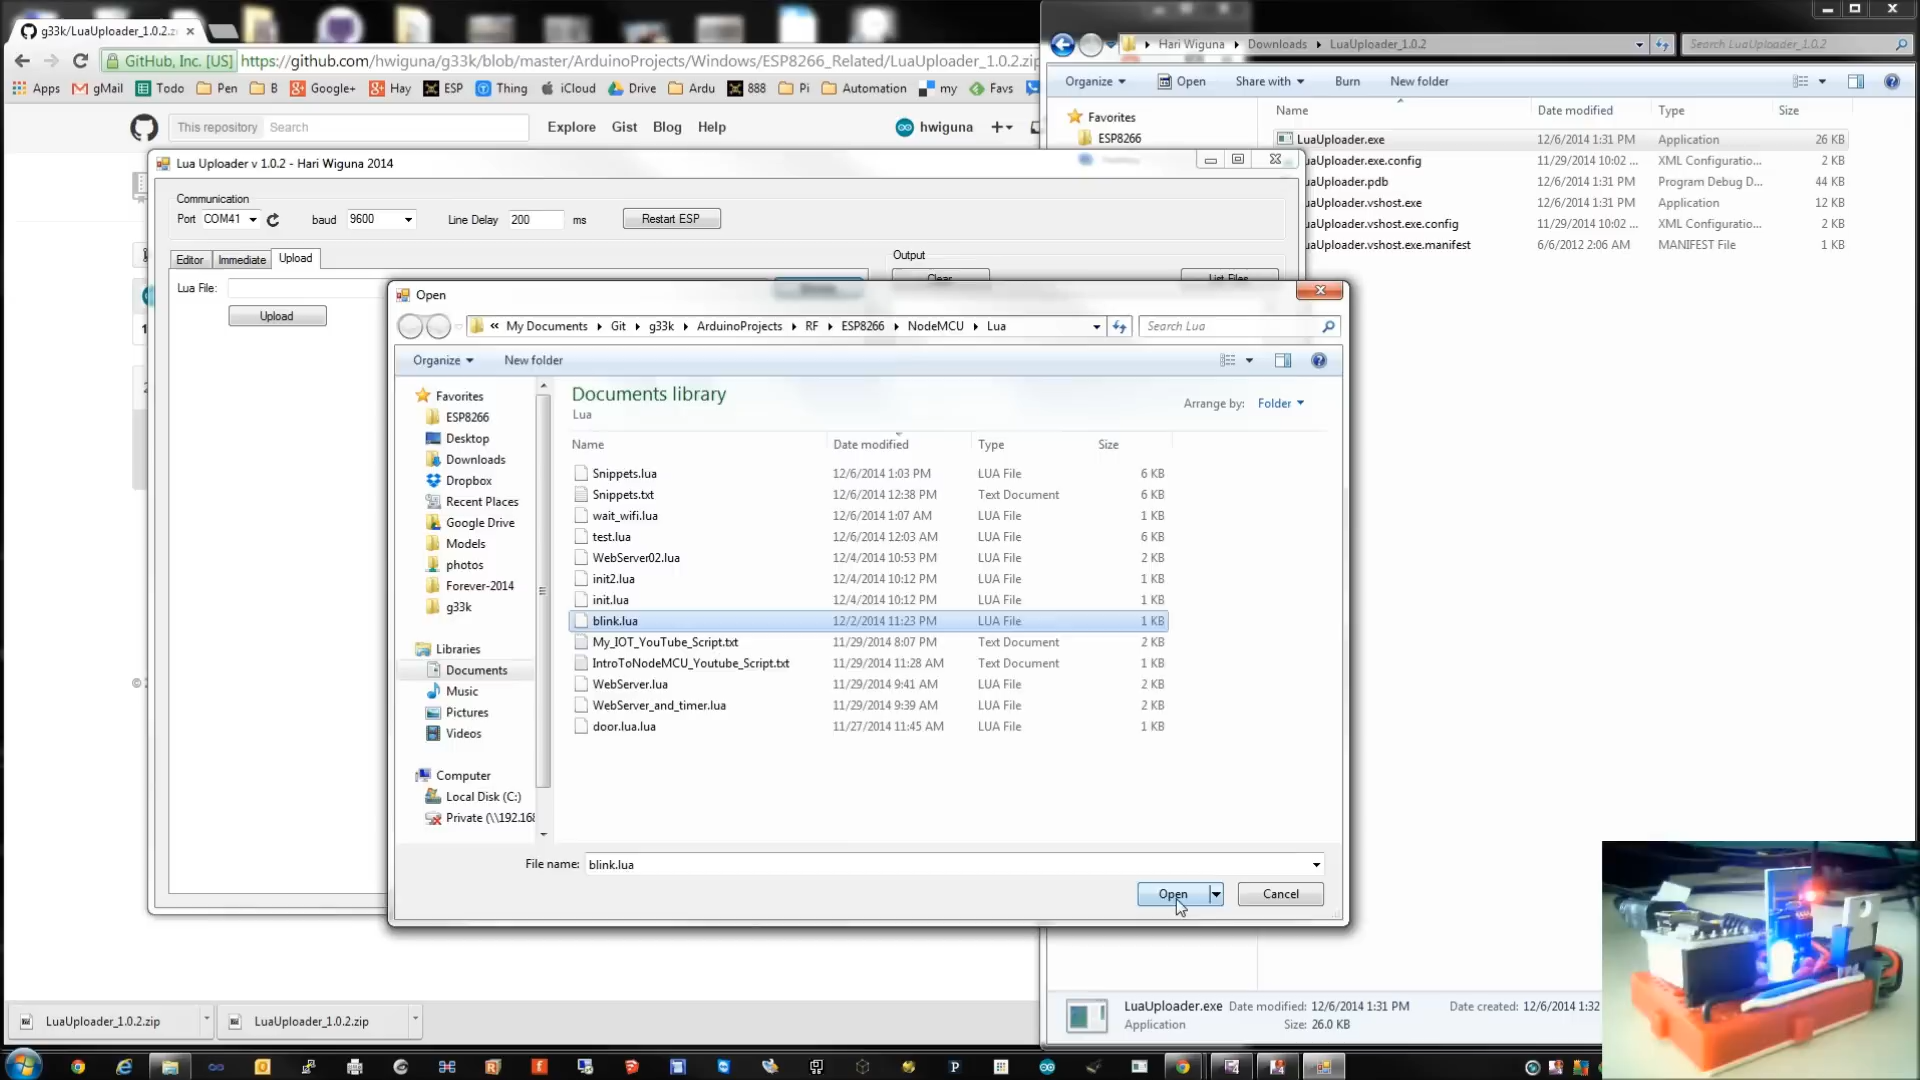 g33k/LuaUploader_1.0.2.z
GitHub, Inc. [US]
https://github.com/hwiguna/g33k/blob/master/ArduinoProjects/Windows/ESP8266_Related/LuaUploader_1.0.2.zip
Apps
gMail
Todo
Pen
B
Google+
Hay
ESP
Thing
iCloud
Drive
Ardu
888
Pi
Automation
my
Favs
This repository
Search
Explore
Gist
Blog
Help
hwiguna
Hari Wiguna
Downloads
LuaUploader_1.0.2
Search LuaUploader_1.0.2
Organize
Open
Share with
Burn
New folder
Favorites
ESP8266
Name
Date modified
Type
Size
LuaUploader.exe
12/6/2014 1:31 PM
Application
26 KB
uaUploader.exe.config
11/29/2014 10:02 ...
XML Configuratio...
2 KB
uaUploader.pdb
12/6/2014 1:31 PM
Program Debug D...
44 KB
uaUploader.vshost.exe
12/6/2014 1:31 PM
Application
12 KB
uaUploader.vshost.exe.config
11/29/2014 10:02 ...
XML Configuratio...
2 KB
uaUploader.vshost.exe.manifest
6/6/2012 2:06 AM
MANIFEST File
1 KB
Lua Uploader v 1.0.2 - Hari Wiguna 2014
Communication
Port
COM41
baud
9600
Line Delay
200
ms
Restart ESP
Editor
Immediate
Upload
Output
Clear
List Files
Lua File:
Upload
Open
«
My Documents
Git
g33k
ArduinoProjects
RF
ESP8266
NodeMCU
Lua
Search Lua
Organize
New folder
Favorites
ESP8266
Desktop
Downloads
Dropbox
Recent Places
Google Drive
Models
photos
Forever-2014
g33k
Libraries
Documents
Music
Pictures
Videos
Computer
Local Disk (C:)
Private (\\192.168
Documents library
Lua
Arrange by:
Folder
Name
Date modified
Type
Size
Snippets.lua
12/6/2014 1:03 PM
LUA File
6 KB
Snippets.txt
12/6/2014 12:38 PM
Text Document
6 KB
wait_wifi.lua
12/6/2014 1:07 AM
LUA File
1 KB
test.lua
12/6/2014 12:03 AM
LUA File
6 KB
WebServer02.lua
12/4/2014 10:53 PM
LUA File
2 KB
init2.lua
12/4/2014 10:12 PM
LUA File
1 KB
init.lua
12/4/2014 10:12 PM
LUA File
1 KB
blink.lua
12/2/2014 11:23 PM
LUA File
1 KB
My_IOT_YouTube_Script.txt
11/29/2014 8:07 PM
Text Document
2 KB
IntroToNodeMCU_Youtube_Script.txt
11/29/2014 11:28 AM
Text Document
1 KB
WebServer.lua
11/29/2014 9:41 AM
LUA File
2 KB
WebServer_and_timer.lua
11/29/2014 9:39 AM
LUA File
2 KB
door.lua.lua
11/27/2014 11:45 AM
LUA File
1 KB
File name:
blink.lua
Open
Cancel
LuaUploader.exe
Date modified: 12/6/2014 1:31 PM
Date created: 12/6/2014 1:32
Application
Size: 26.0 KB
LuaUploader_1.0.2.zip
LuaUploader_1.0.2.zip